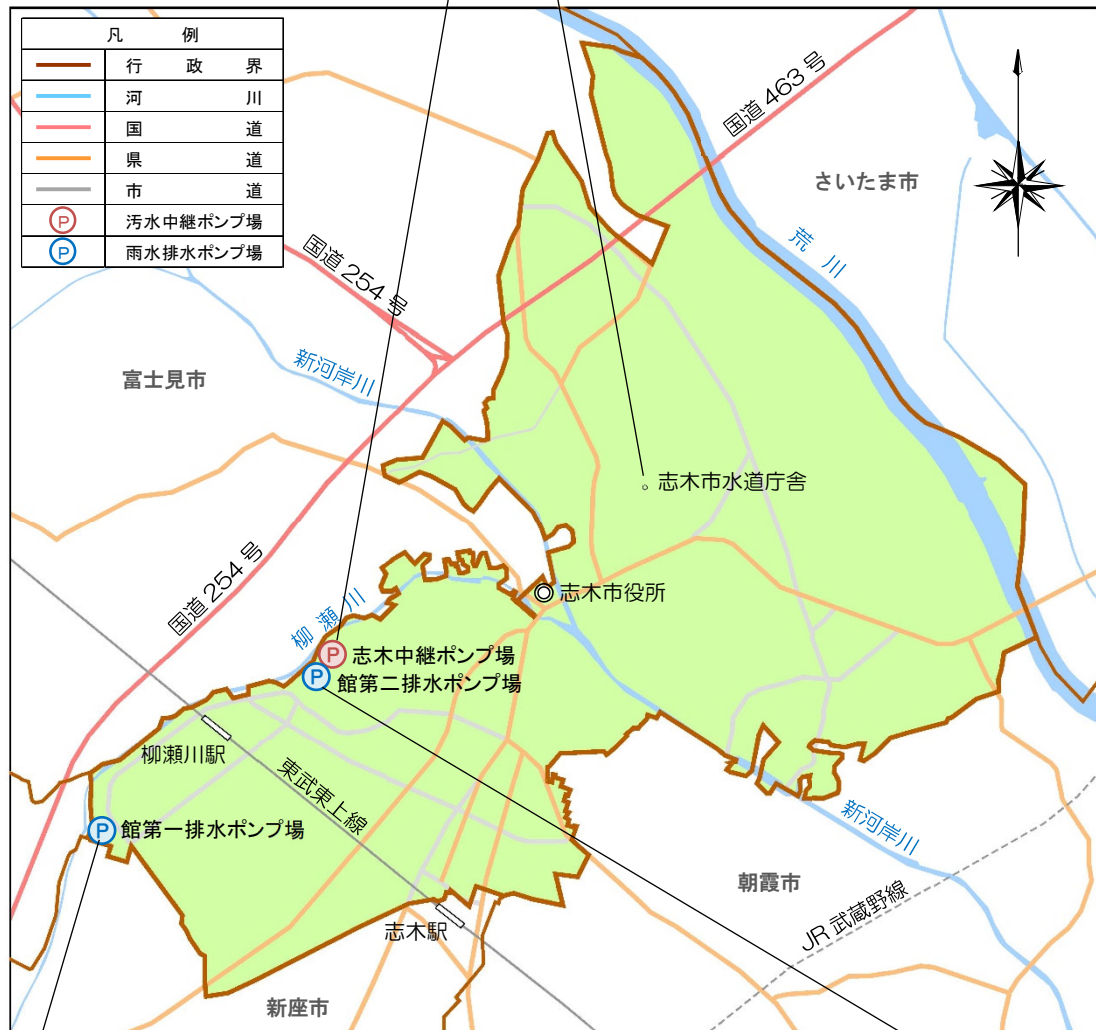 凡例
行政界
河川
国道
県道
市道
P 汚水中継ポンプ場
P 雨水排水ポンプ場
国道463号
さいたま市
荒川
国道254号
新河岸川
富士見市
志木市水道庁舎
国道254号
志木市役所
柳瀬川
P 志木中継ポンプ場
P 館第二排水ポンプ場
柳瀬川駅
東武東上線
P 館第一排水ポンプ場
新河岸川
朝霞市
JR武蔵野線
志木駅
新座市